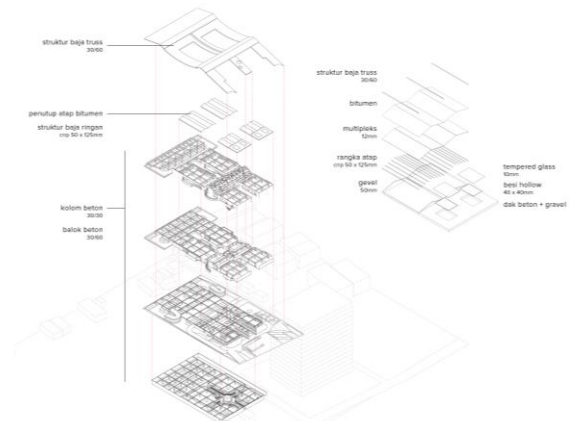 struktur baja truss
30/60
penutup atap bitumen
struktur baja ringan
cnp 50 x 125mm
kolom beton
30/30
balok beton
30/60
struktur baja truss
30/60
bitumen
multipleks
12mm
rangka atap
cnp 50 x 125mm
gevel
50mm
tempered glass
10mm
besi hollow
40 x 40mm
dak beton + gravel